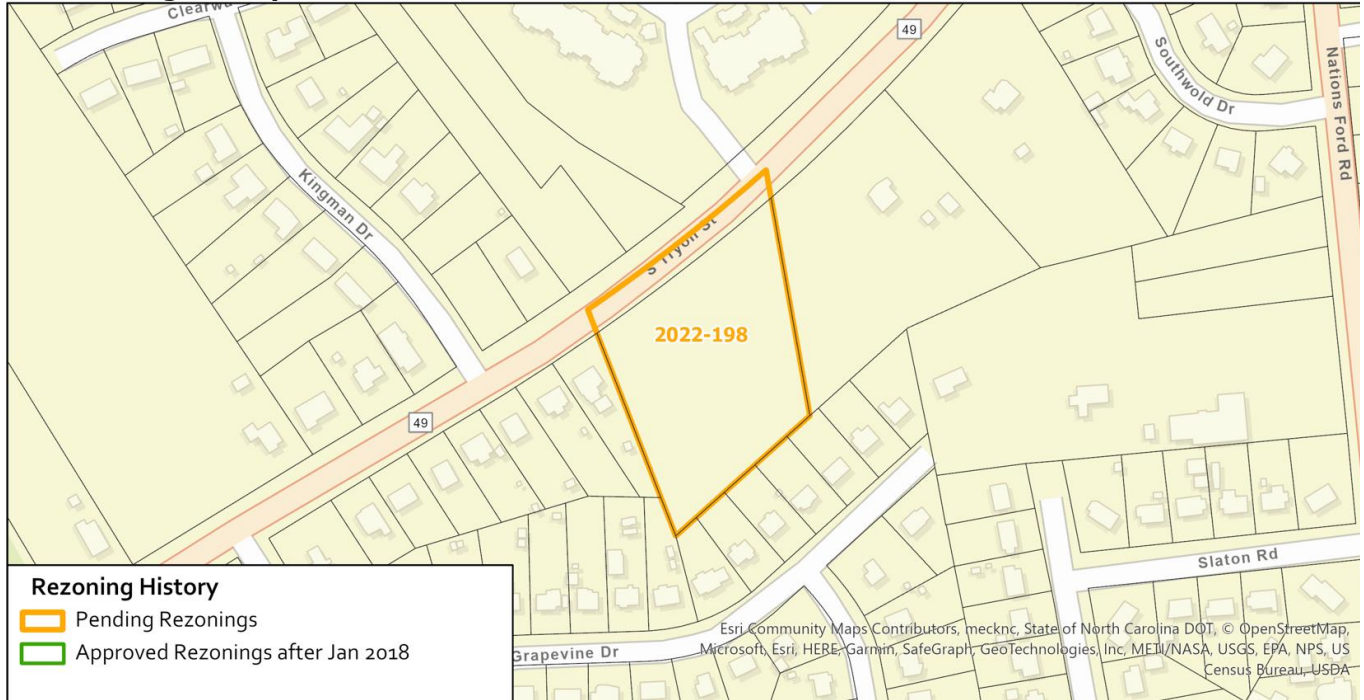 49
Southwold Dr
Nations Ford Rd
Kingman Dr
S Tryon St
2022-198
49
Slaton Rd
Grapevine Dr
Rezoning History
Pending Rezonings
Approved Rezonings after Jan 2018
Esri Community Maps Contributors, mecknc, State of North Carolina DOT, © OpenStreetMap,
Microsoft, Esri, HERE, Garmin, SafeGraph, GeoTechnologies, Inc, METI/NASA, USGS, EPA, NPS, US
Census Bureau, USDA